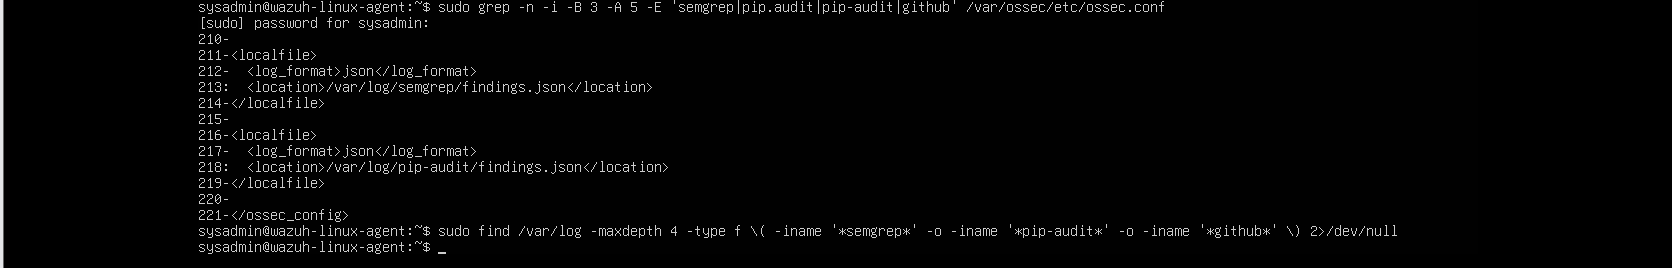 sysadmin@wazuh-linux-agent:~$ sudo grep -n -i -B 3 -A 5 -E 'semgrep|pip.audit|pip-audit|github' /var/ossec/etc/ossec.conf
[sudo] password for sysadmin:
210-
211-<localfile>
212-  <log_format>json</log_format>
213:  <location>/var/log/semgrep/findings.json</location>
214-</localfile>
215-
216-<localfile>
217-  <log_format>json</log_format>
218:  <location>/var/log/pip-audit/findings.json</location>
219-</localfile>
220-
221-</ossec_config>
sysadmin@wazuh-linux-agent:~$ sudo find /var/log -maxdepth 4 -type f \( -iname '*semgrep*' -o -iname '*pip-audit*' -o -iname '*github*' \) 2>/dev/null
sysadmin@wazuh-linux-agent:~$ _